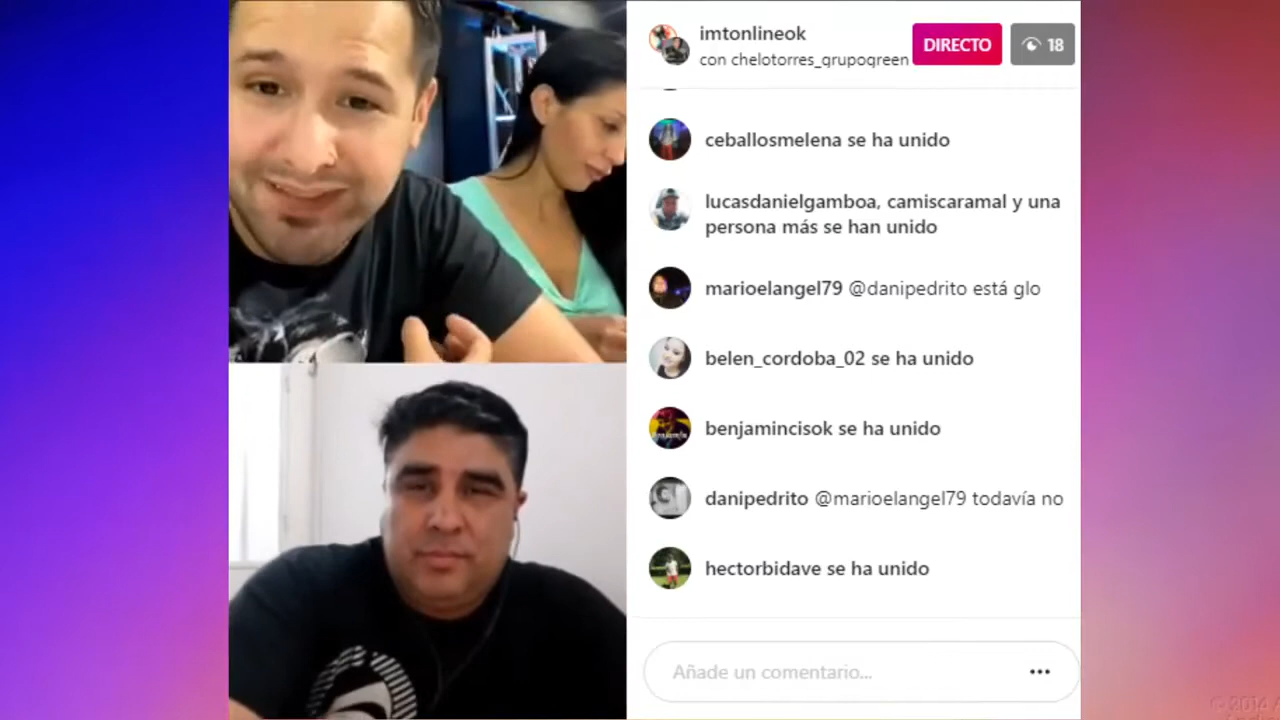 imtonlineok
con chelotorres_grupogreen
DIRECTO
18
ceballosmelena se ha unido
lucasdanielgamboa, camiscaramal y una
persona más se han unido
marioelangel79 @danipedrito está glo
belen_cordoba_02 se ha unido
benjamincisok se ha unido
danipedrito @marioelangel79 todavía no
hectorbidave se ha unido
Añade un comentario...
© 2014